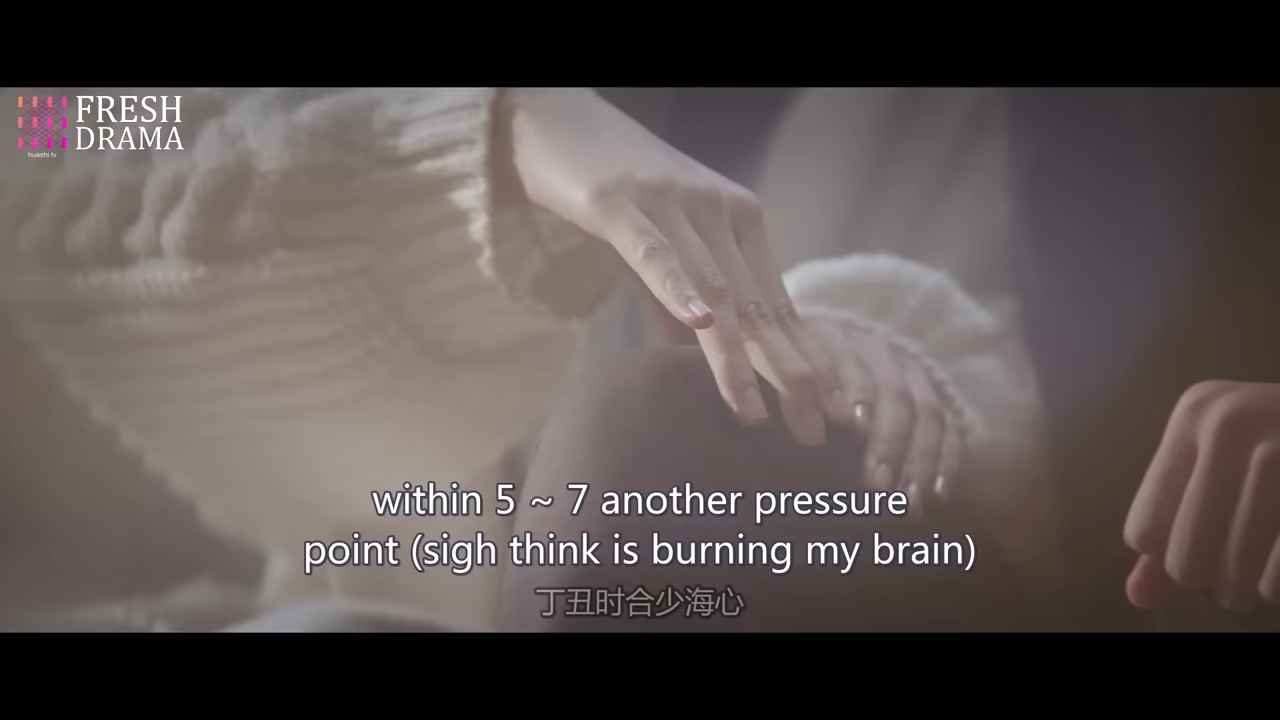 FRESH
DRAMA
huashi.tv
within 5 ~ 7 another pressure
point (sigh think is burning my brain)
丁丑时合少海心